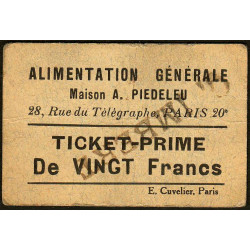 ALIMENTATION GÉNÉRALE
Maison A. PIEDELEU
28, Rue du Télégraphe, PARIS 20e
TICKET-PRIME
De VINGT Francs
E. Cuvelier, Paris